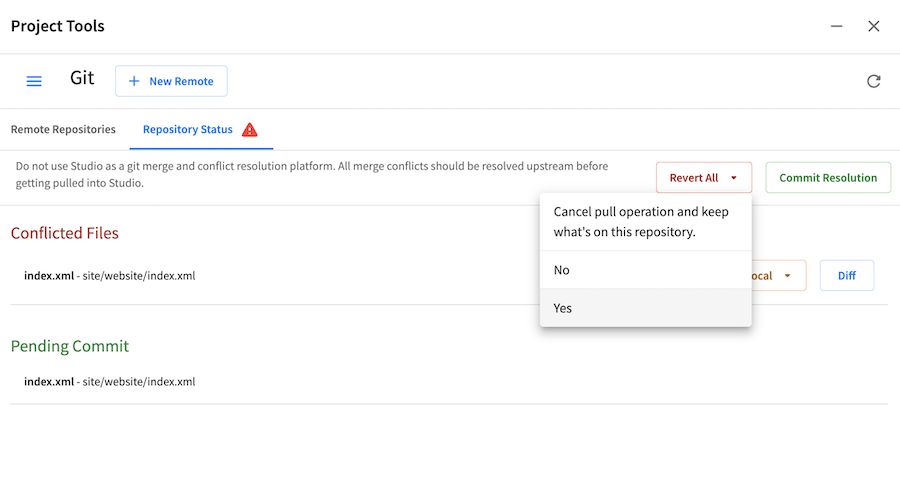 Project Tools
Git
New Remote
Remote Repositories
Repository Status
Do not use Studio as a git merge and conflict resolution platform. All merge conflicts should be resolved upstream before
getting pulled into Studio.
Revert All
Commit Resolution
Cancel pull operation and keep
what's on this repository.
No
Yes
Conflicted Files
index.xml - site/website/index.xml
ocal
Diff
Pending Commit
index.xml - site/website/index.xml